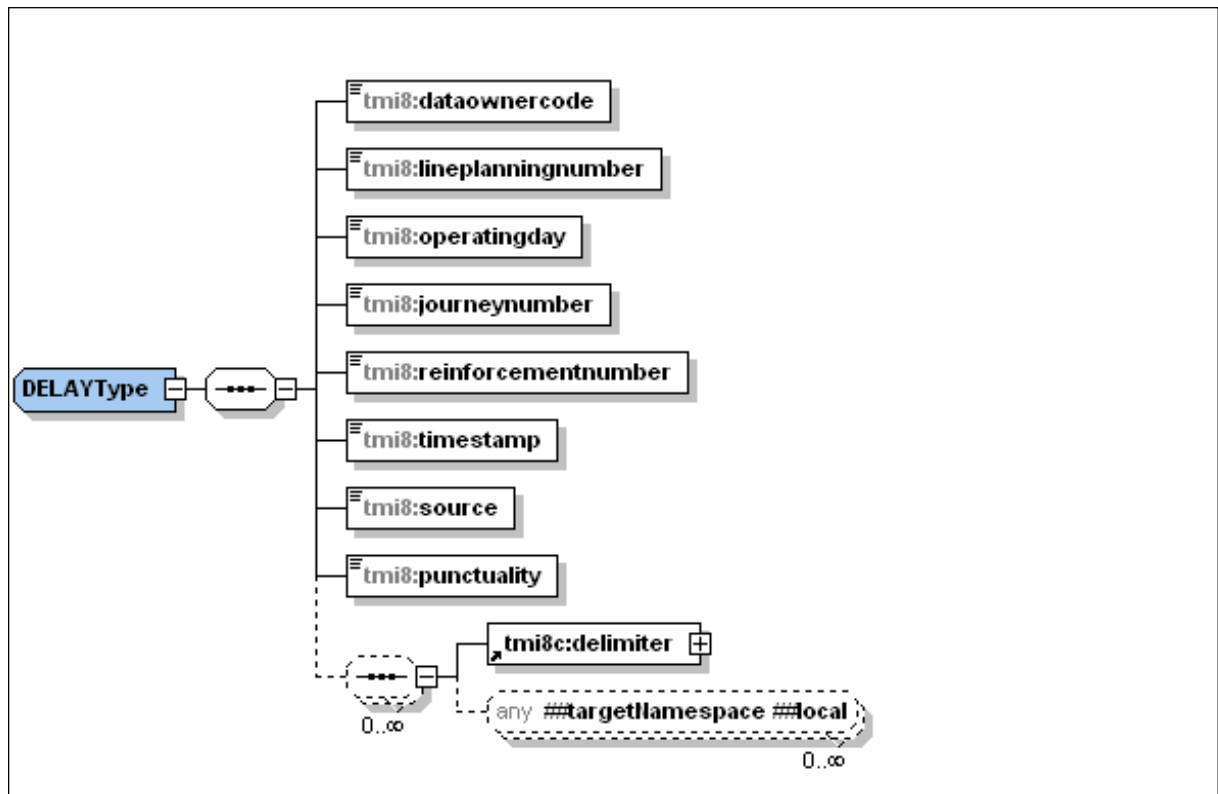 tmi8:dataownercode
tmi8:lineplanningnumber
tmi8:operatingday
tmi8:journeynumber
tmi8:reinforcementnumber
DELAYType
tmi8:timestamp
tmi8:source
tmi8:punctuality
tmi8c:delimiter
0..∞
any ##targetNamespace ##local
0..∞